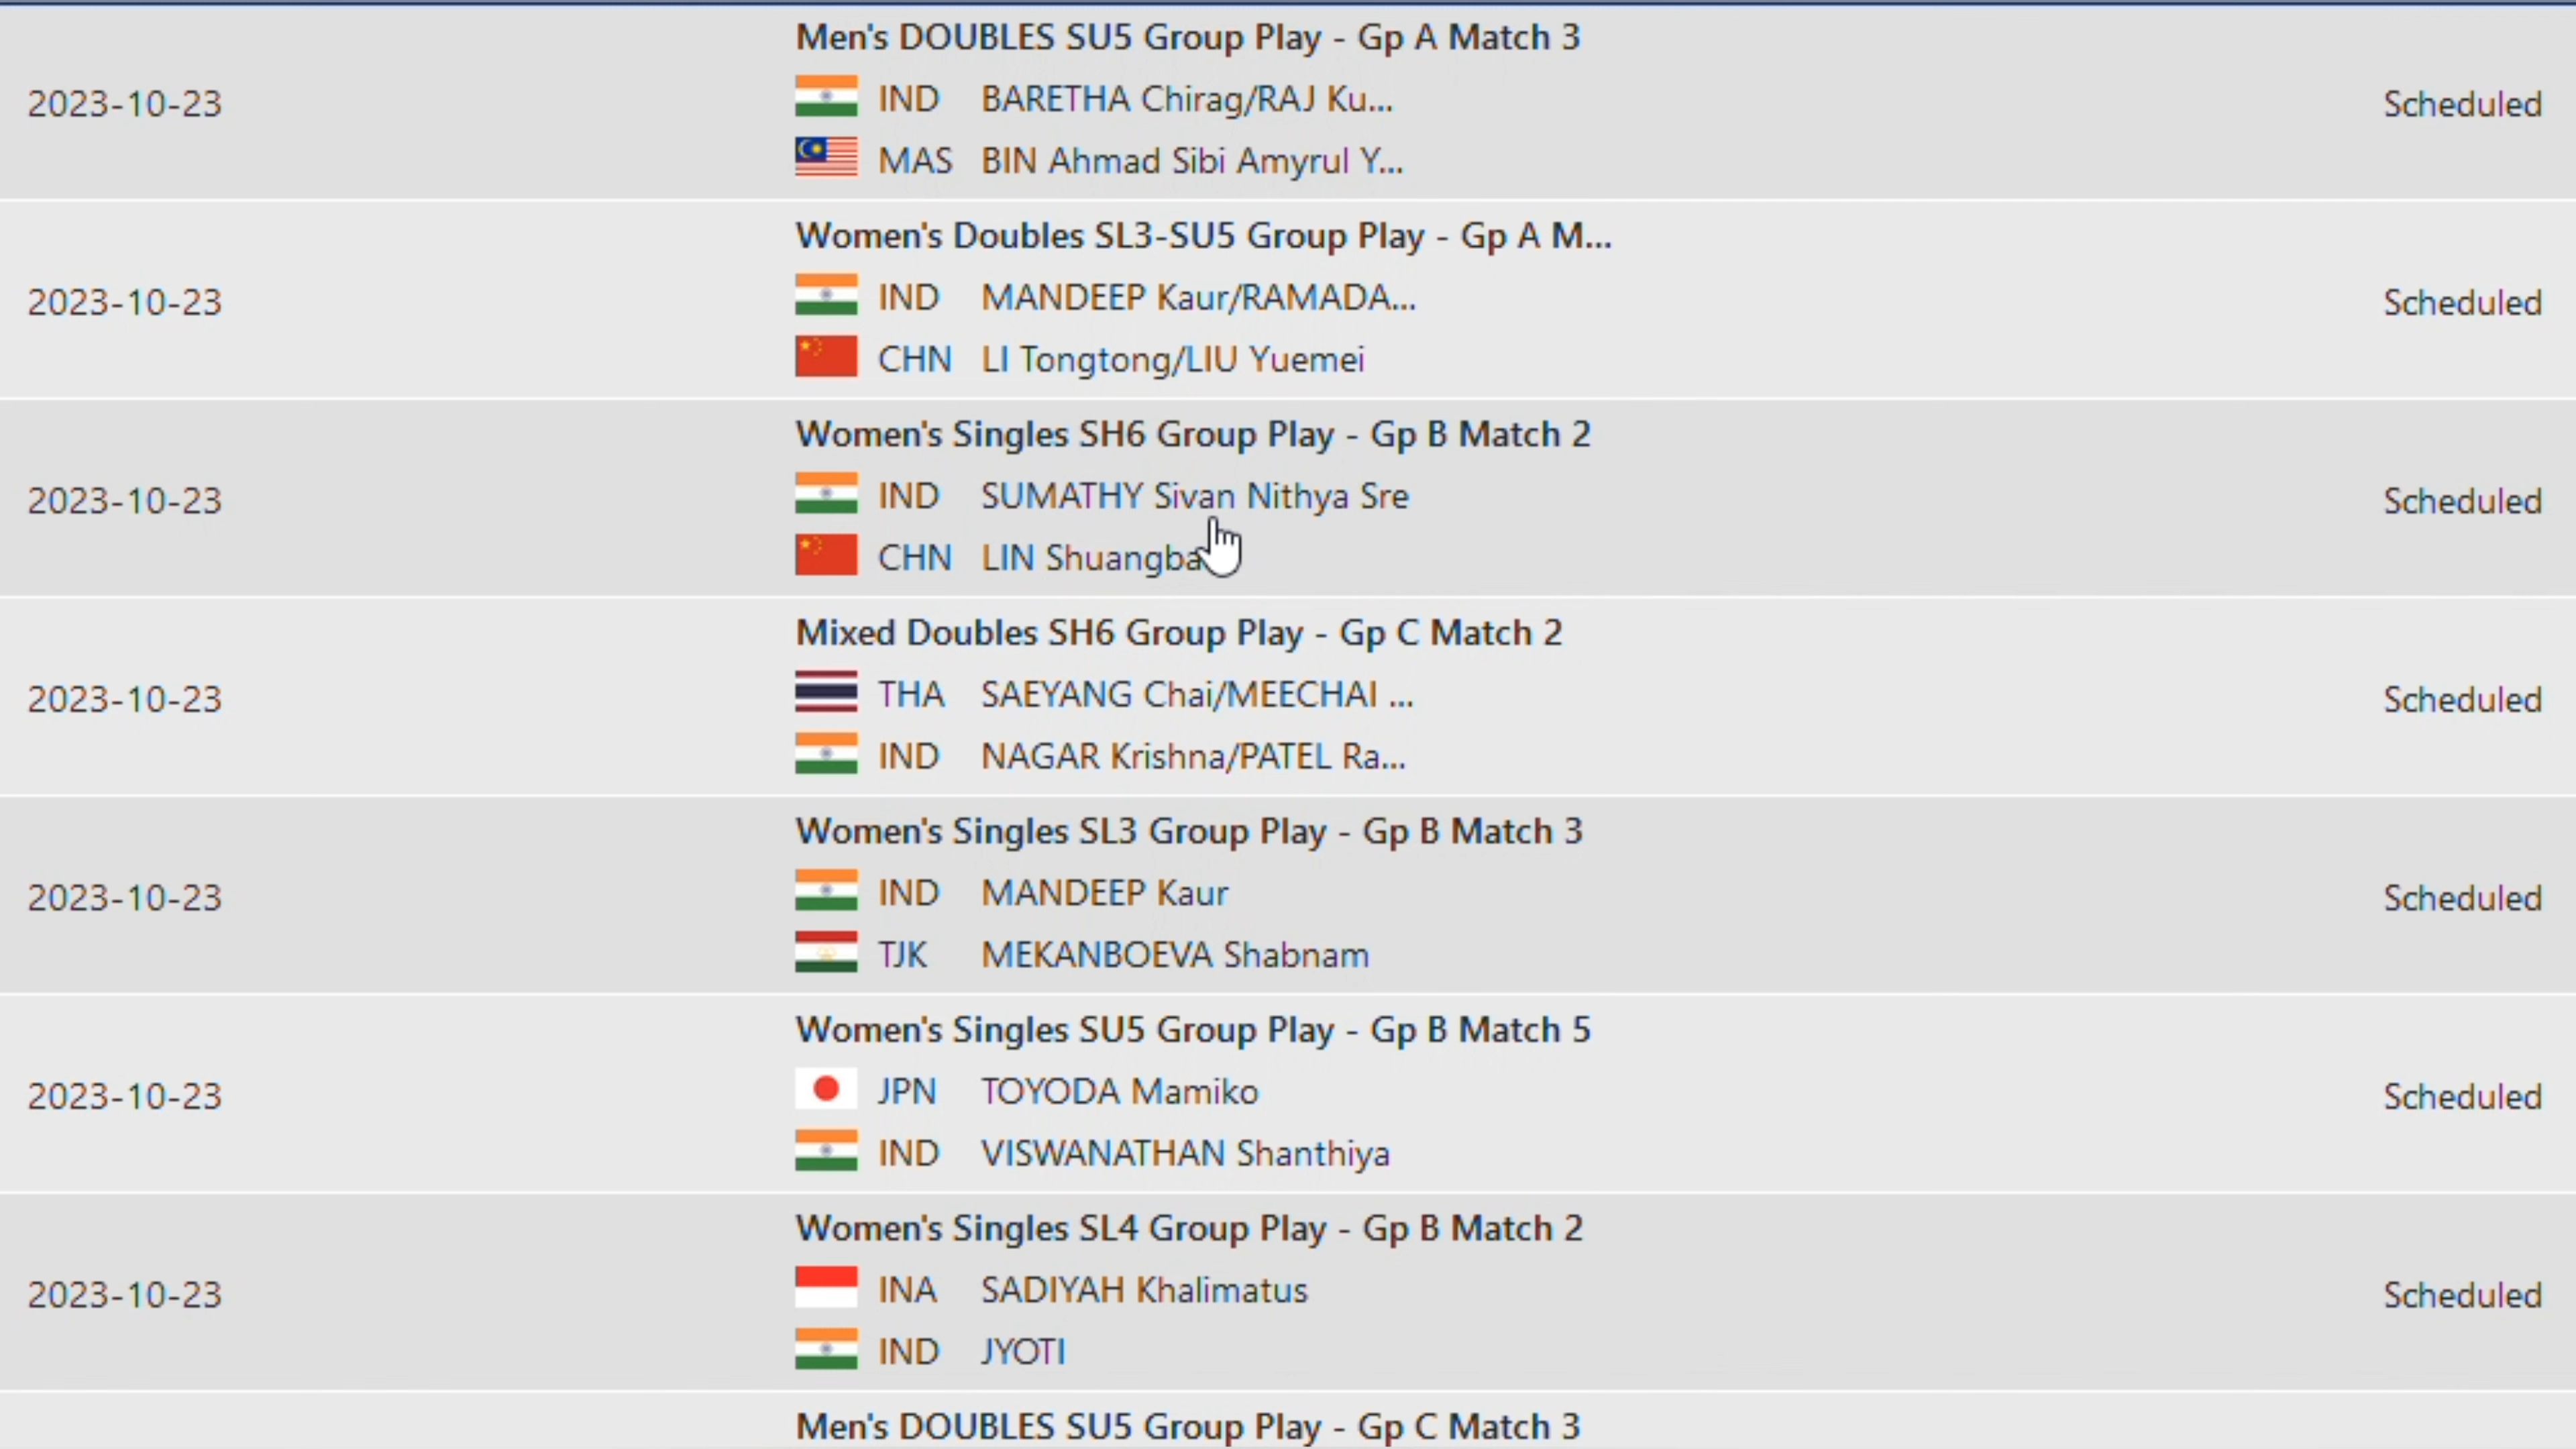 Men's DOUBLES SU5 Group Play - Gp A Match 3
2023-10-23
IND BARETHA Chirag/RAJ Ku...
Scheduled
MAS BIN Ahmad Sibi Amyrul Y...
Women's Doubles SL3-SU5 Group Play - Gp A M...
2023-10-23
IND MANDEEP Kaur/RAMADA...
Scheduled
CHN LI Tongtong/LIU Yuemei
Women's Singles SH6 Group Play - Gp B Match 2
2023-10-23
IND SUMATHY Sivan Nithya Sre
Scheduled
CHN LIN
Mixed Doubles SH6 Group Play - Gp C Match 2
2023-10-23
THA SAEYANG Chai/MEECHAI ...
Scheduled
IND NAGAR Krishna/PATEL Ra...
Women's Singles SL3 Group Play - Gp B Match 3
2023-10-23
IND MANDEEP Kaur
Scheduled
TJK MEKANBOEVA Shabnam
Women's Singles SU5 Group Play - Gp B Match 5
2023-10-23
JPN TOYODA Mamiko
Scheduled
IND VISWANATHAN Shanthiya
Women's Singles SL4 Group Play - Gp B Match 2
2023-10-23
INA SADIYAH Khalimatus
Scheduled
IND JYOTI
Men's DOUBLES SU5 Group Play - Gp C Match 3